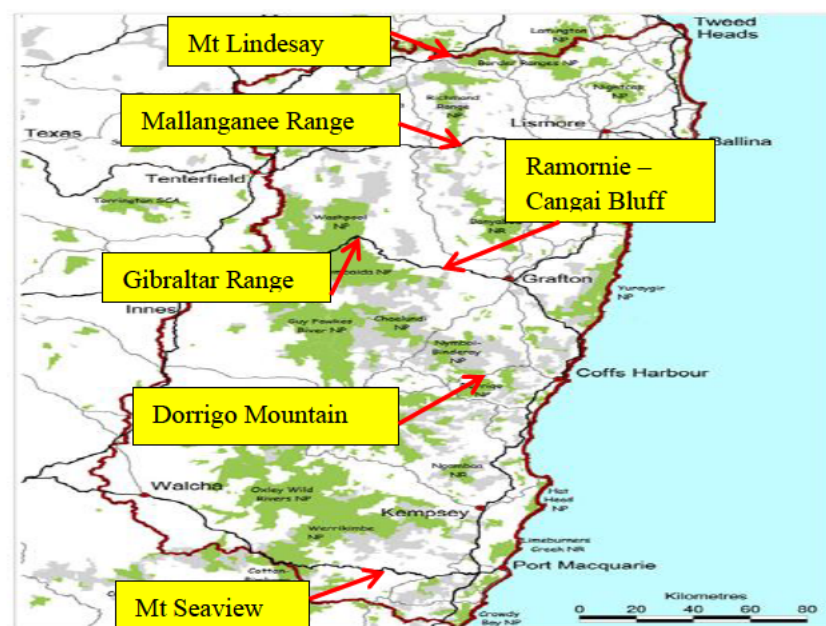 Tweed
Heads
Mt Lindesay
Border Ranges NP
Richmond
Range
NP
Nightcap
NP
Mallanganee Range
Lismore
Texas
Ballina
Ramornie –
Cangai Bluff
Tenterfield
Torrington SCA
Washpool
NP
NR
Gibraltar Range
Grafton
Yuraygir
NP
Innes
Guy Fawkes
River NP
Chaelundi
NP
Nymboi-
Binderay
NP
Coffs Harbour
Dorrigo Mountain
NP
Walcha
Oxley Wild
Rivers NP
NR
Hat
Head NP
Kempsey
Werrikimbe
NP
Limeburners
Creek NR
Port Macquarie
Mt Seaview
Crowdy
Bay NP
Kilometres
0 20 40 60 80